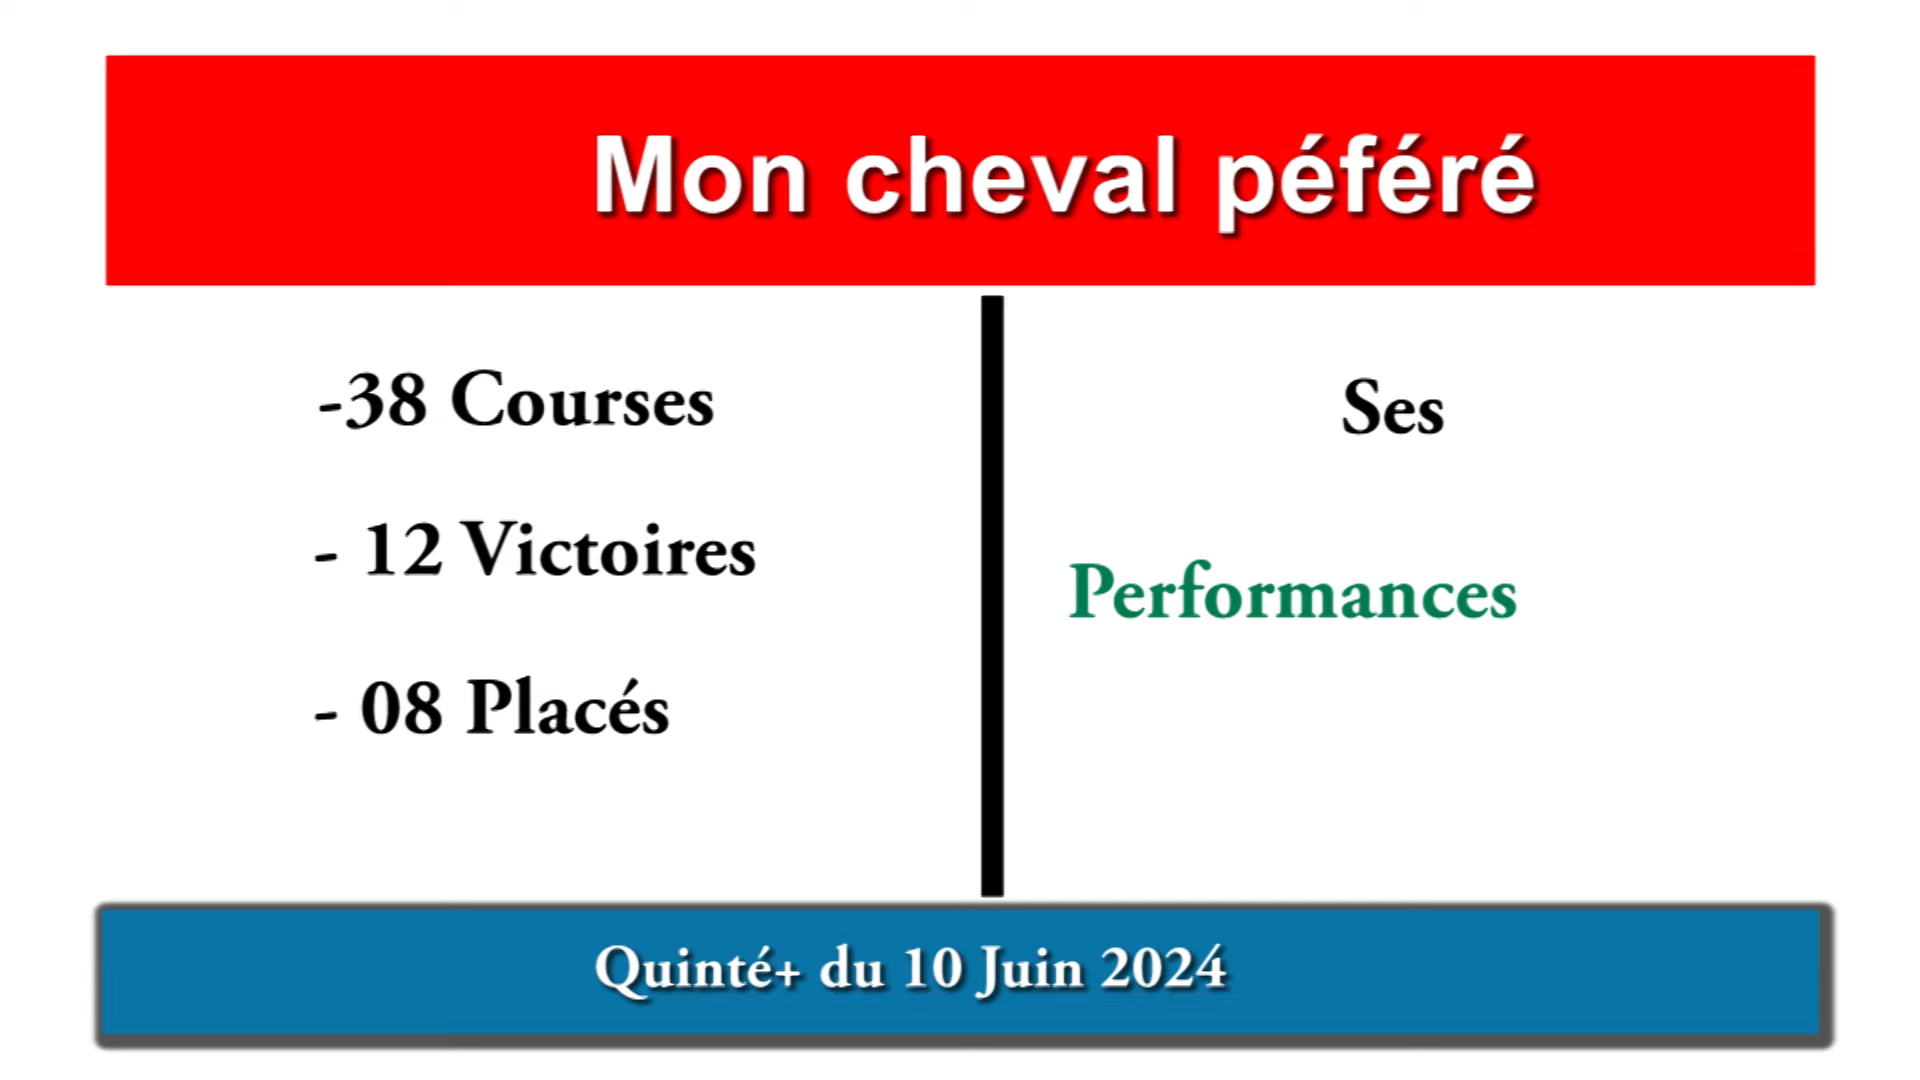 Mon cheval péféré
-38 Courses
- 12 Victoires
- 08 Placés
Ses
Performances
Quinté+ du 10 Juin 2024